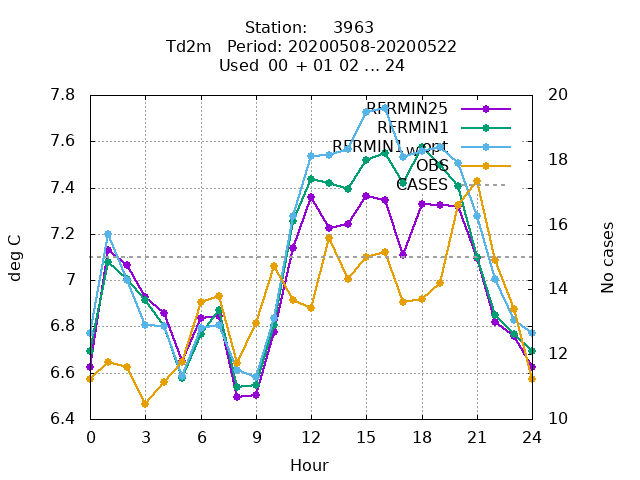 Station: 3963
Td2m Period: 20200508-20200522
Used 00 + 01 02 ... 24
7.8
7.6
7.4
7.2
7
6.8
6.6
6.4
20
18
16
14
12
10
0 3 6 9 12 15 18 21 24
deg C
No cases
Hour
RFRMIN25
RFRMIN1
RFRMIN1_w_opt
OBS
CASES